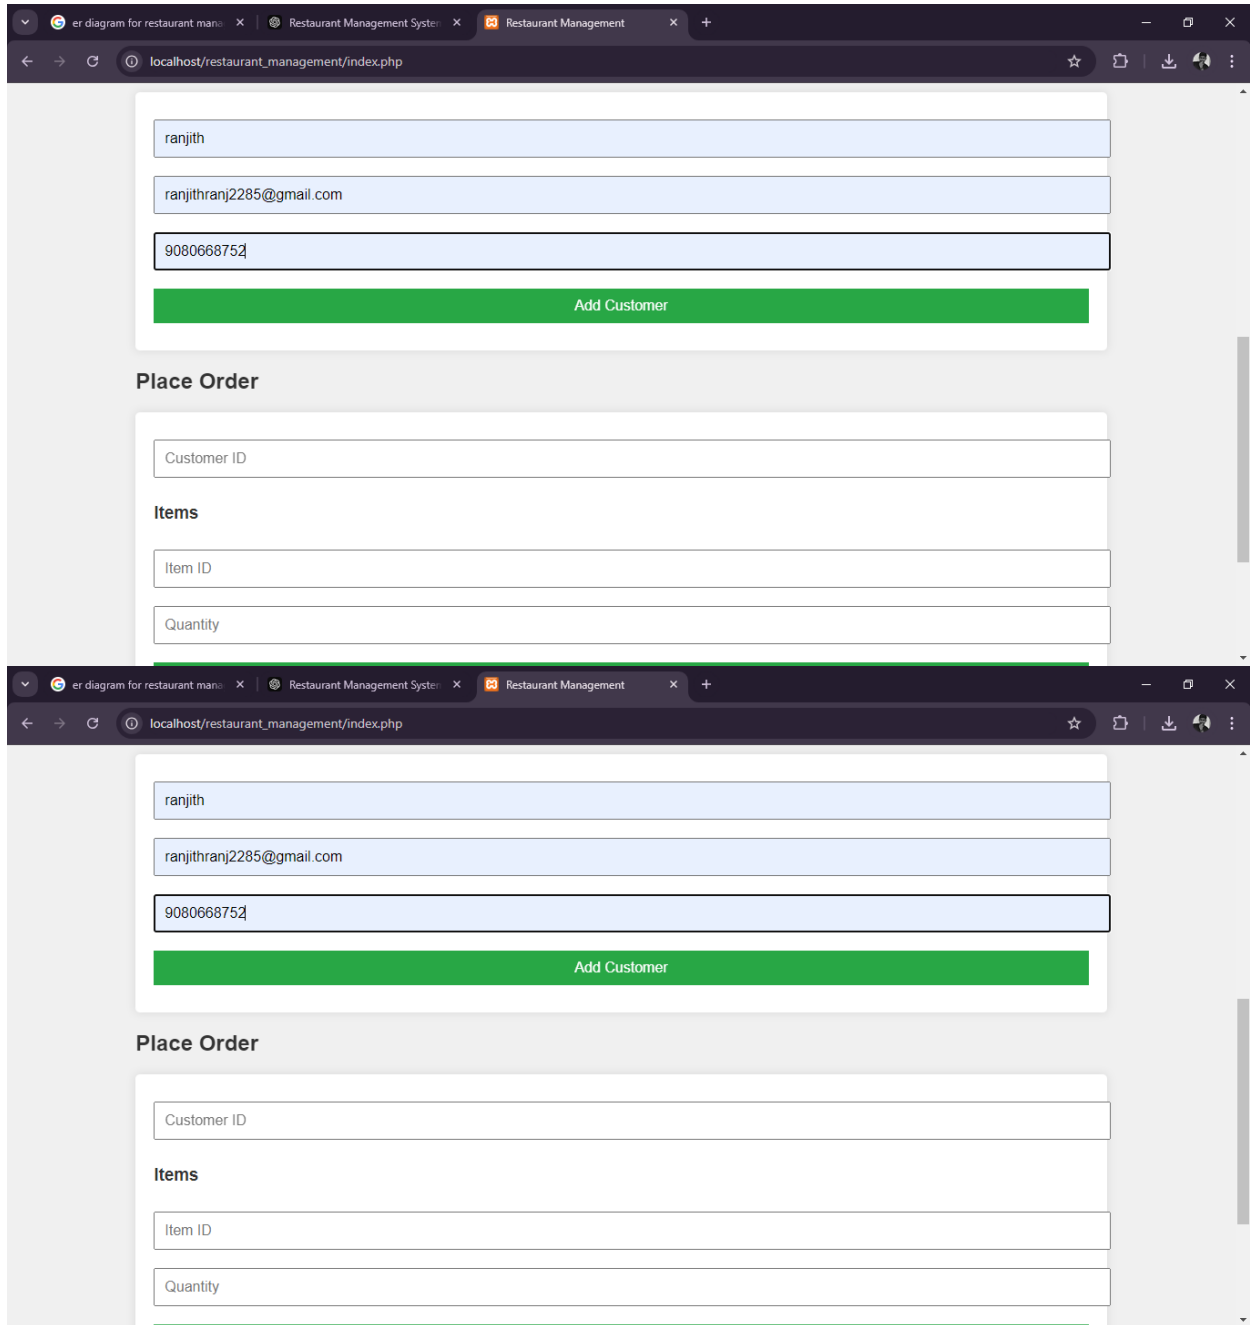 er diagram for restaurant mana
Restaurant Management System
Restaurant Management
localhost/restaurant_management/index.php
ranjith
ranjithranj2285@gmail.com
9080668752
Add Customer
Place Order
Customer ID
Items
Item ID
Quantity
er diagram for restaurant mana
Restaurant Management System
Restaurant Management
localhost/restaurant_management/index.php
ranjith
ranjithranj2285@gmail.com
9080668752
Add Customer
Place Order
Customer ID
Items
Item ID
Quantity